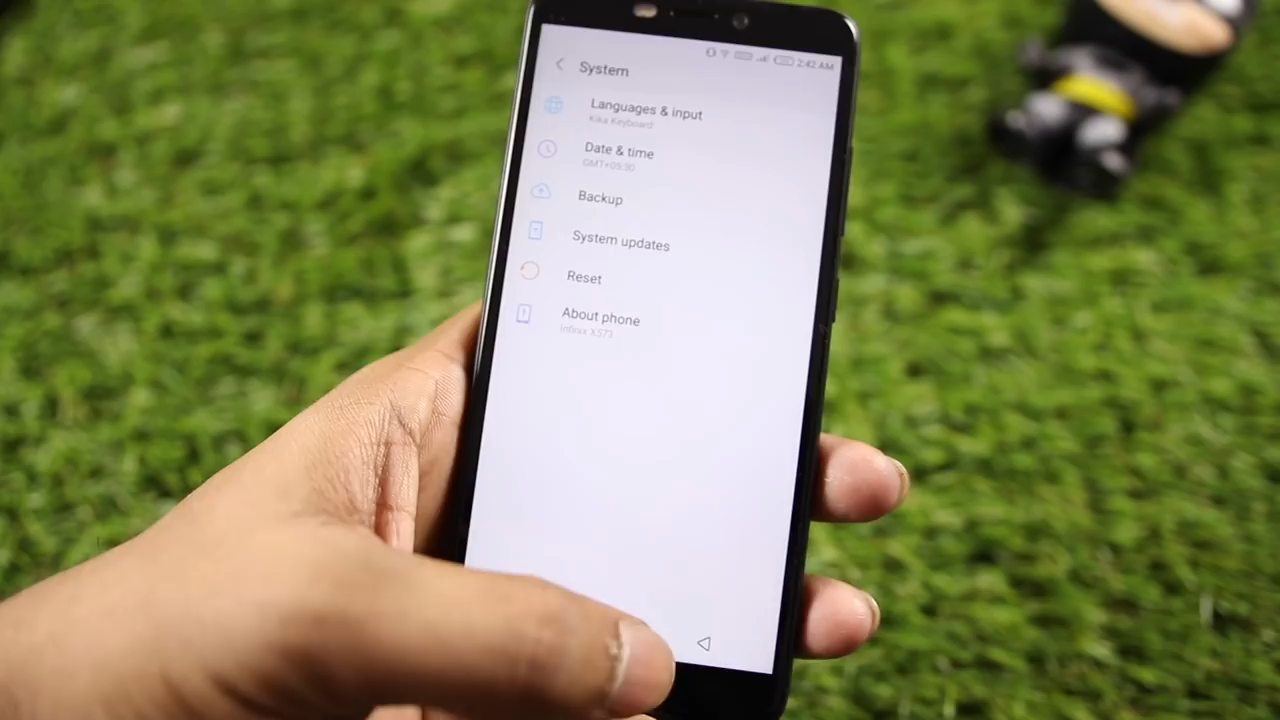 2:42 AM
System
Languages & input
Kika Keyboard
Date & time
GMT+05:30
Backup
System updates
Reset
About phone
Infinix X573